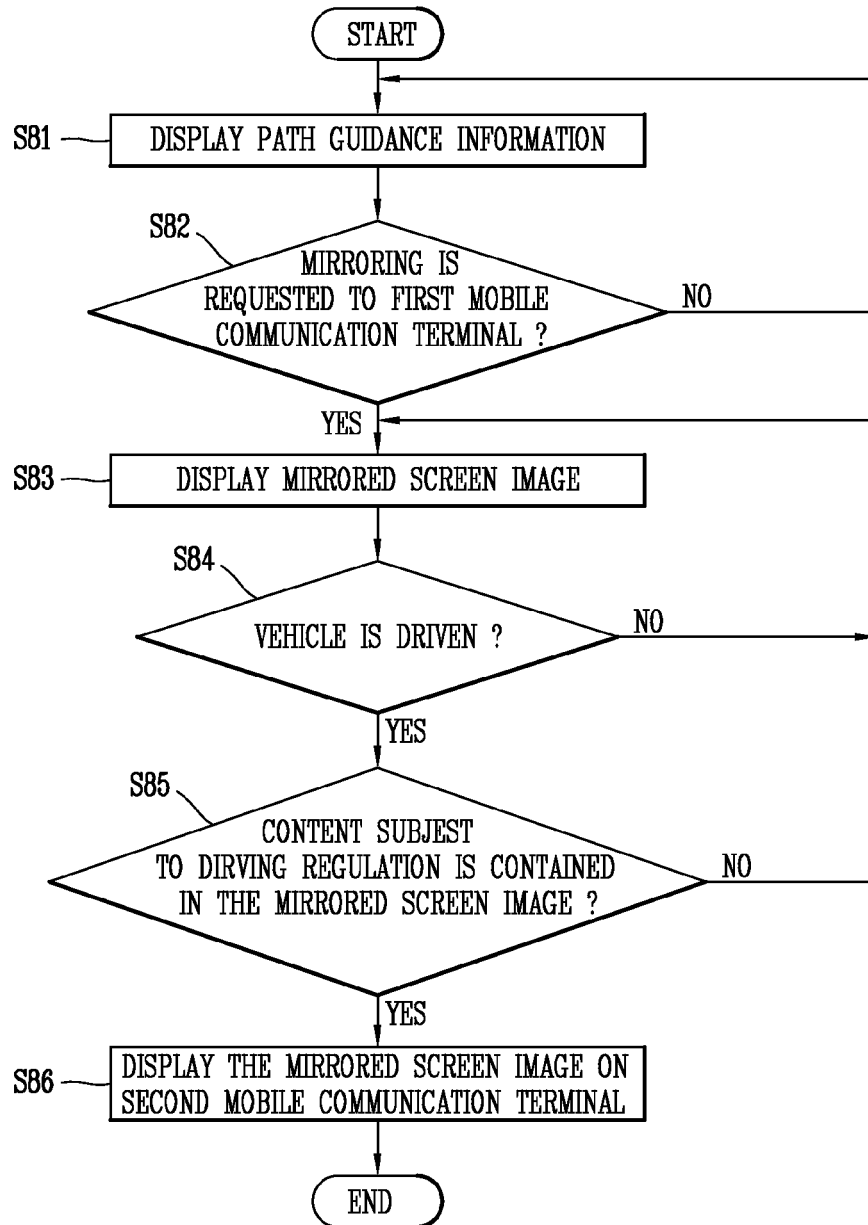 START
S81
DISPLAY PATH GUIDANCE INFORMATION
S82
MIRRORING IS
REQUESTED TO FIRST MOBILE
COMMUNICATION TERMINAL ?
NO
YES
S83
DISPLAY MIRRORED SCREEN IMAGE
S84
VEHICLE IS DRIVEN ?
NO
YES
S85
CONTENT SUBJEST
TO DIRVING REGULATION IS CONTAINED
IN THE MIRRORED SCREEN IMAGE ?
NO
YES
S86
DISPLAY THE MIRRORED SCREEN IMAGE ON
SECOND MOBILE COMMUNICATION TERMINAL
END